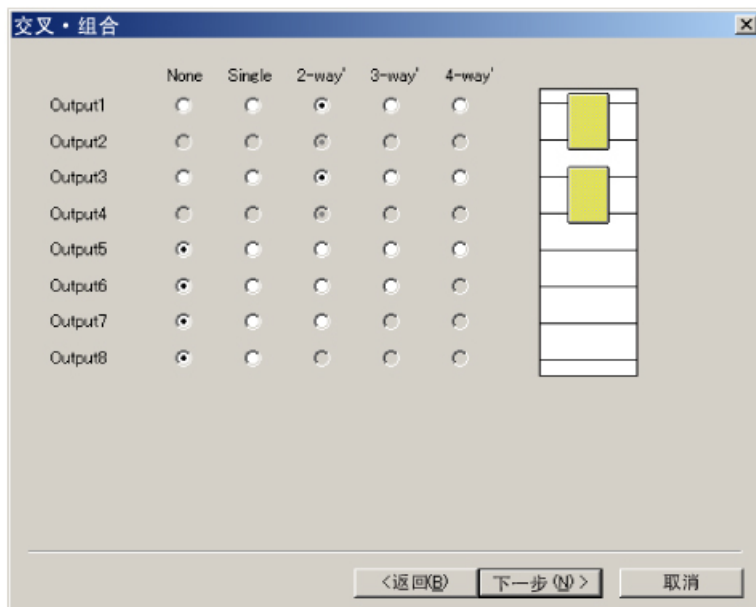 交叉・组合
None Single 2-way' 3-way' 4-way'
Output1
Output2
Output3
Output4
Output5
Output6
Output7
Output8
<返回(B) 下一步(N)> 取消